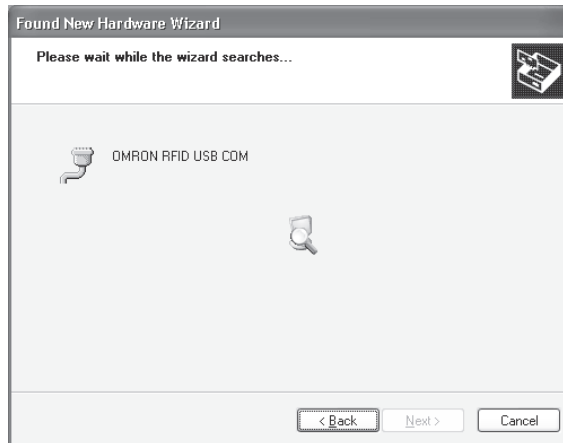 Found New Hardware Wizard
Please wait while the wizard searches...
OMRON RFID USB COM
< Back
Next >
Cancel